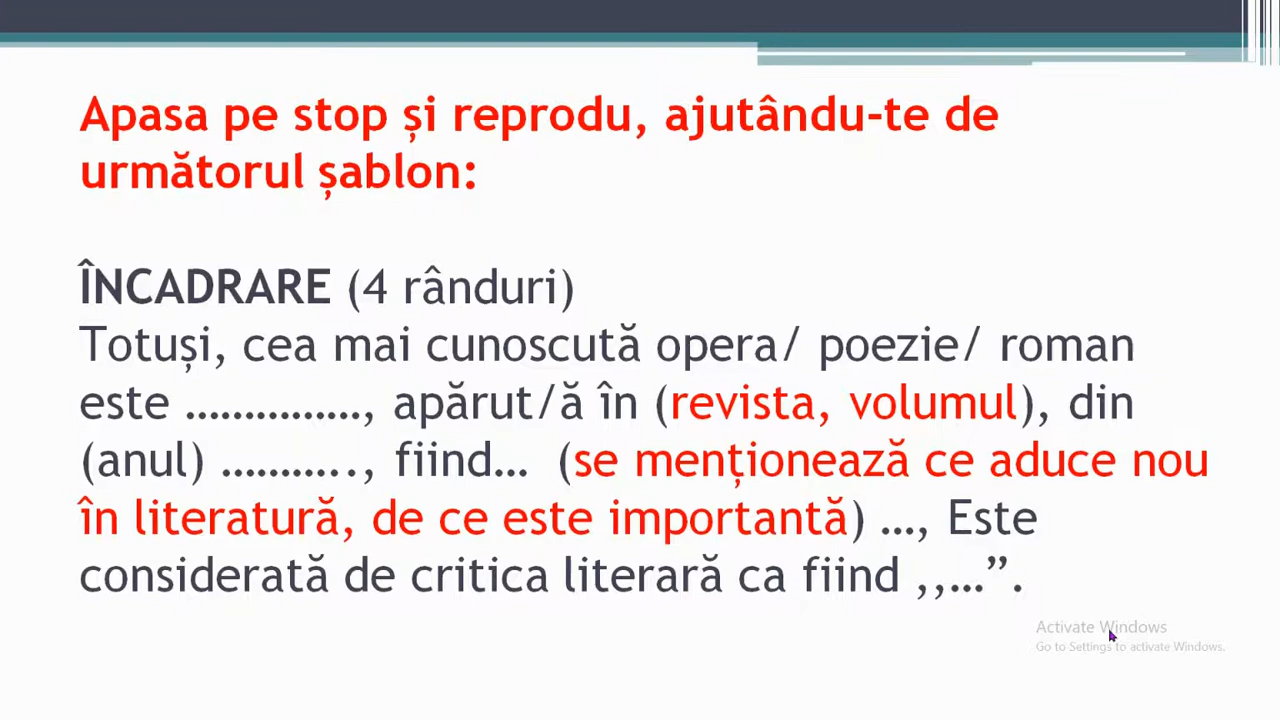 Apasa pe stop și reprodu, ajutându-te de
următorul șablon:
ÎNCADRARE (4 rânduri)
Totuși, cea mai cunoscută opera/ poezie/ roman
este ……………, apărut/ă în (revista, volumul), din
(anul) ……….., fiind… (se menționează ce aduce nou
în literatură, de ce este importantă) …, Este
considerată de critica literară ca fiind ,,…”.
Activate Windows
Go to Settings to activate Windows.